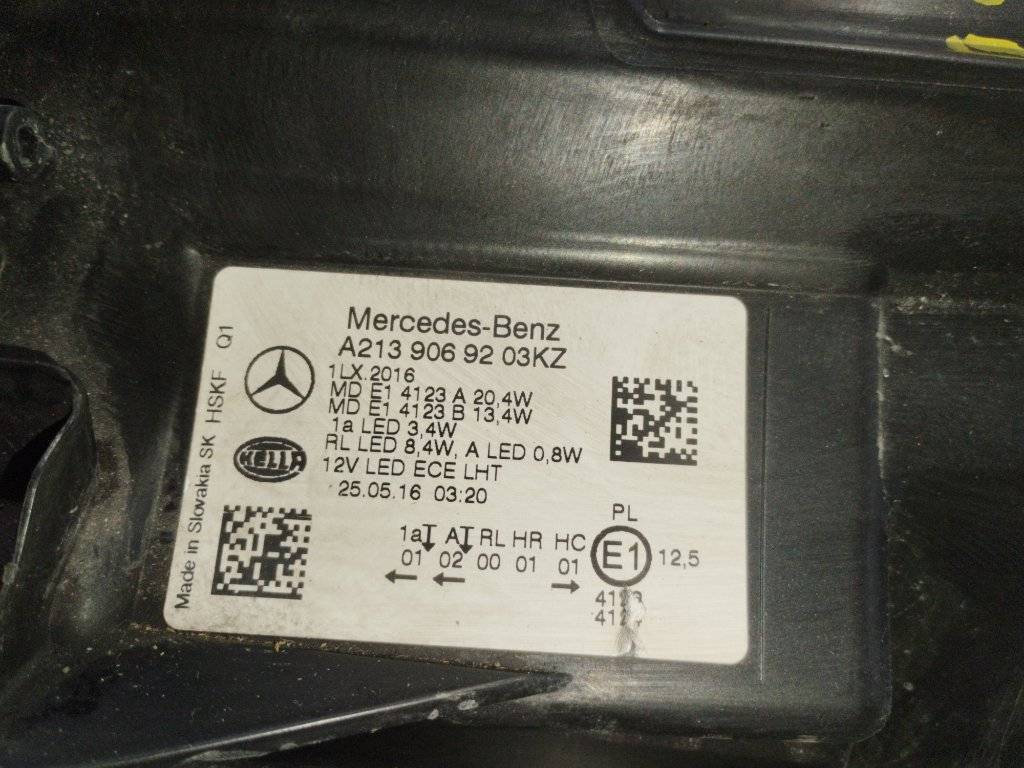 Mercedes-Benz
A213 906 92 03KZ
1LX.2016
MD E1 4123 A 20,4W
MD E1 4123 B 13,4W
1a LED 3,4W
RL LED 8,4W, A LED 0,8W
12V LED ECE LHT
25.05.16 03:20
HELLA
Made in Slovakia SK HSKF Q1
PL
1a A RL HR HC
01 02 00 01 01
E1 12,5